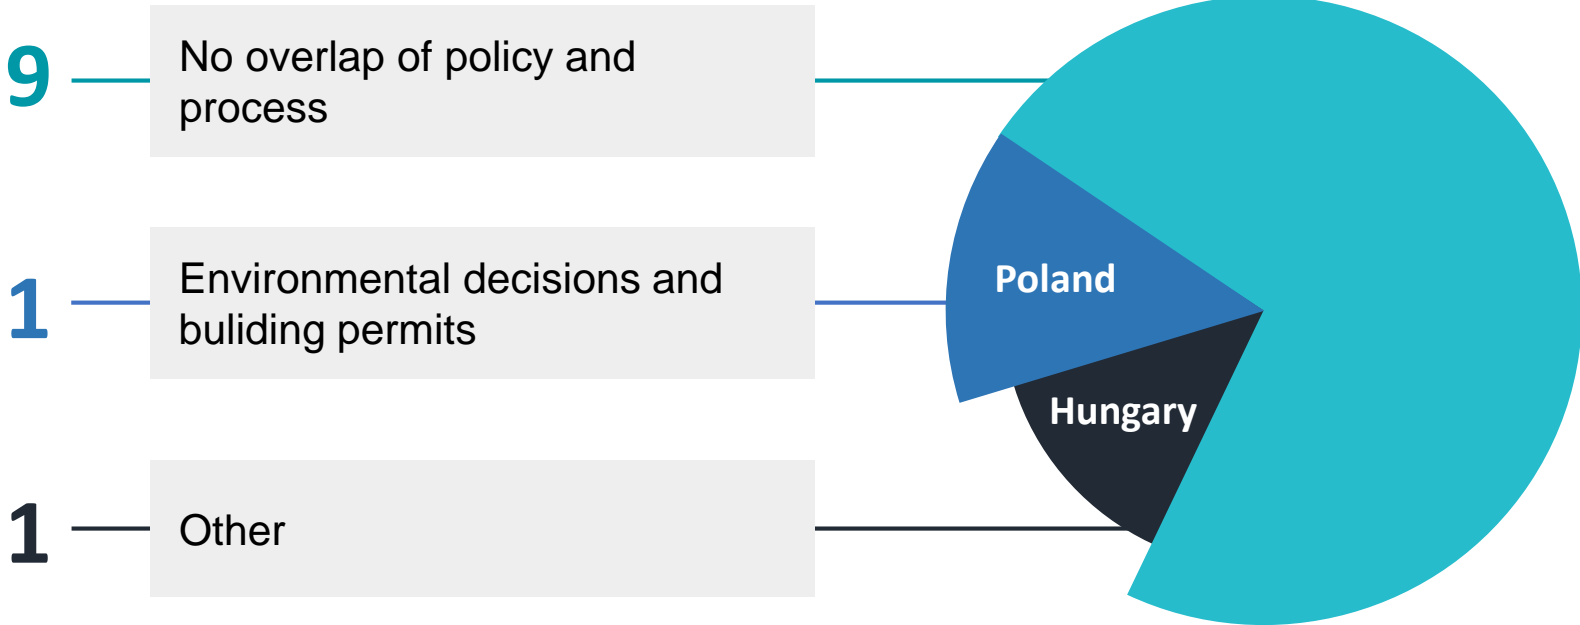 9
No overlap of policy and
process
1
Environmental decisions and
buliding permits
Poland
Hungary
1
Other